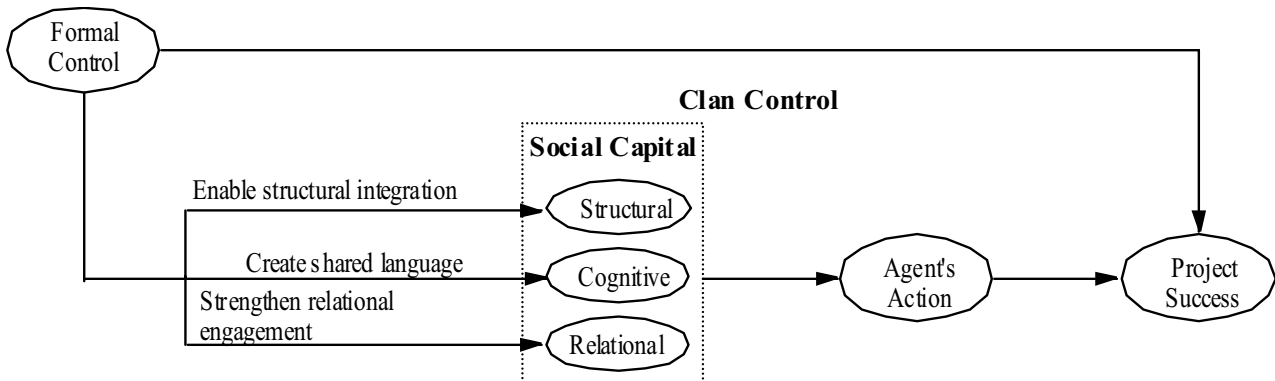 Formal
Control
Clan Control
Social Capital
Enable structural integration
Structural
Create shared language
Cognitive
Agent's
Action
Project
Success
Strengthen relational
engagement
Relational